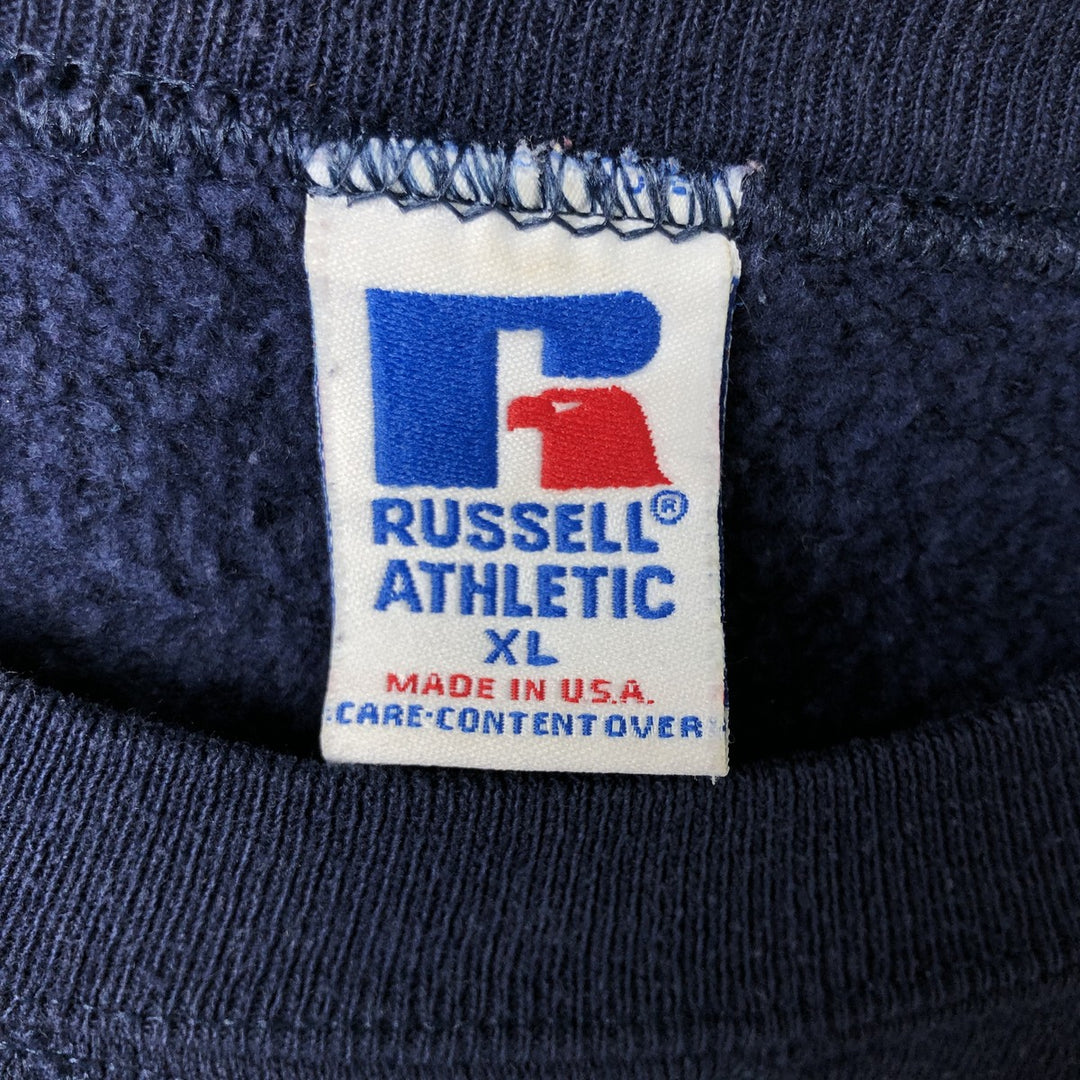 RUSSELL®
ATHLETIC
XL
MADE IN U.S.A.
CARE·CONTENT OVER